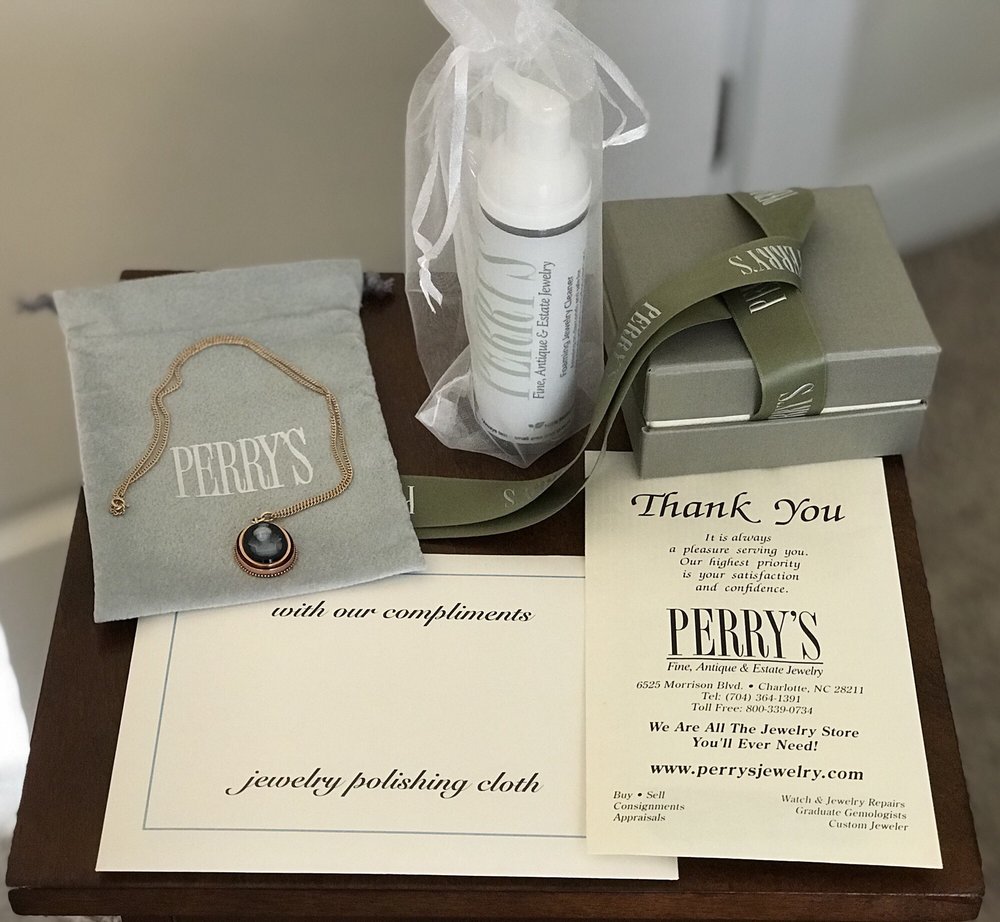 PERRY'S
PERRY'S
Fine, Antique & Estate Jewelry
Foaming Jewelry Cleaner
PERRY'S
PERRY'S
with our compliments
jewelry polishing cloth
Thank You
It is always
a pleasure serving you.
Our highest priority
is your satisfaction
and confidence.
PERRY'S
Fine, Antique & Estate Jewelry
6525 Morrison Blvd. • Charlotte, NC 28211
Tel: (704) 364-1391
Toll Free: 800-339-0734
We Are All The Jewelry Store
You'll Ever Need!
www.perrysjewelry.com
Buy • Sell
Consignments
Appraisals
Watch & Jewelry Repairs
Graduate Gemologists
Custom Jeweler